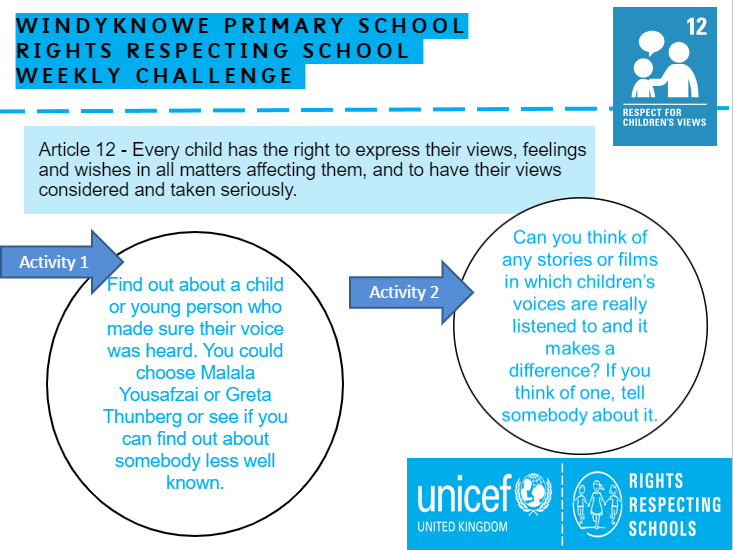 WINDYKNOWE PRIMARY SCHOOL
RIGHTS RESPECTING SCHOOL
WEEKLY CHALLENGE
12
RESPECT FOR
CHILDREN'S VIEWS
Article 12 - Every child has the right to express their views, feelings
and wishes in all matters affecting them, and to have their views
considered and taken seriously.
Activity 1
Find out about a child
or young person who
made sure their voice
was heard. You could
choose Malala
Yousafzai or Greta
Thunberg or see if you
can find out about
somebody less well
known.
Activity 2
Can you think of
any stories or films
in which children's
voices are really
listened to and it
makes a
difference? If you
think of one, tell
somebody about it.
unicef
UNITED KINGDOM
RIGHTS
RESPECTING
SCHOOLS